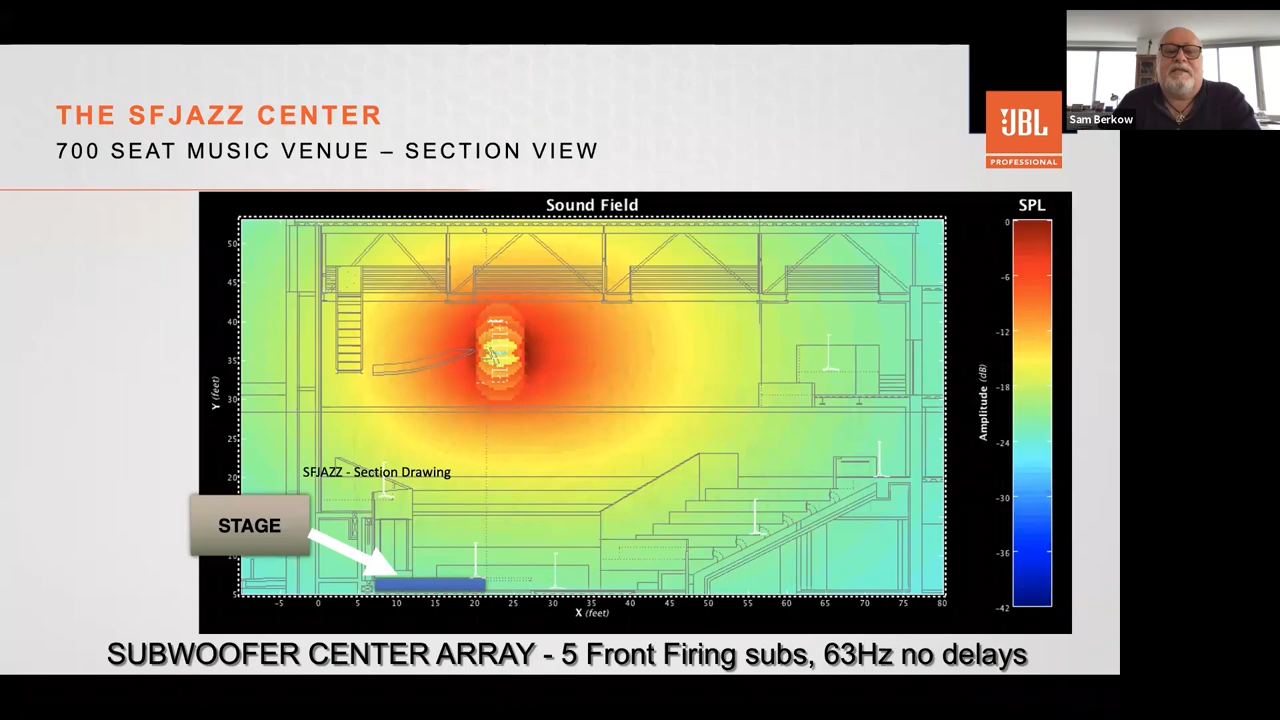 THE SFJAZZ CENTER
700 SEAT MUSIC VENUE – SECTION VIEW
JBL
PROFESSIONAL
Sam Berkow
Sound Field
SPL
Y (feet)
50
45
40
35
30
25
20
10
5
SFJAZZ - Section Drawing
STAGE
-5 0 5 10 15 20 25 30 35 40 45 50 55 60 65 70 75 80
X (feet)
Amplitude (dB)
0
-6
-12
-18
-24
-30
-36
-42
SUBWOOFER CENTER ARRAY - 5 Front Firing subs, 63Hz no delays